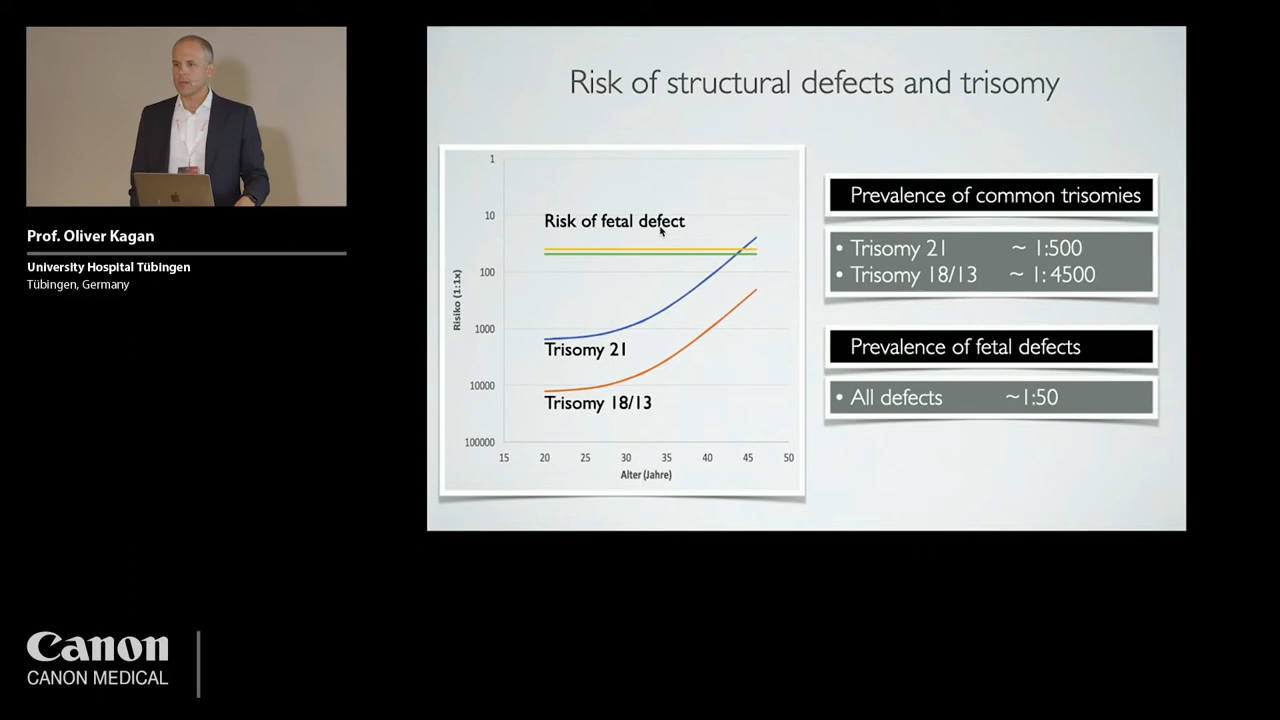 Prof. Oliver Kagan
University Hospital Tübingen
Tübingen, Germany
Canon
CANON MEDICAL
Risk of structural defects and trisomy
Risiko (1:1x)
1
10
100
1000
10000
100000
Risk of fetal defect
Trisomy 21
Trisomy 18/13
15 20 25 30 35 40 45 50
Alter (Jahre)
Prevalence of common trisomies
• Trisomy 21 ~ 1:500
• Trisomy 18/13 ~ 1: 4500
Prevalence of fetal defects
• All defects ~1:50